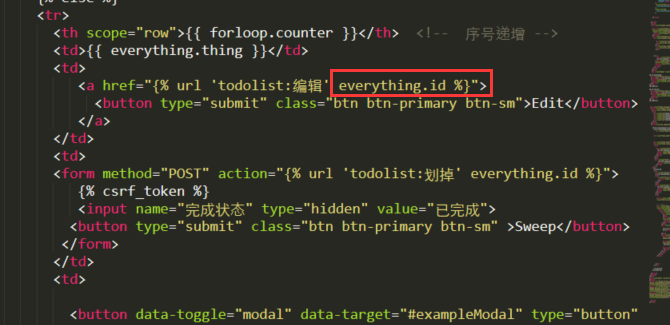 {% else %}
<tr>
<th scope="row">{{ forloop.counter }}</th> <!-- 序号递增 -->
<td>{{ everything.thing }}</td>
<td>
<a href="{% url 'todolist:编辑' everything.id %}">
<button type="submit" class="btn btn-primary btn-sm">Edit</button>
</a>
</td>
<td>
<form method="POST" action="{% url 'todolist:划掉' everything.id %}">
{% csrf_token %}
<input name="完成状态" type="hidden" value="已完成">
<button type="submit" class="btn btn-primary btn-sm" >Sweep</button>
</form>
</td>
<td>
<button data-toggle="modal" data-target="#exampleModal" type="button"